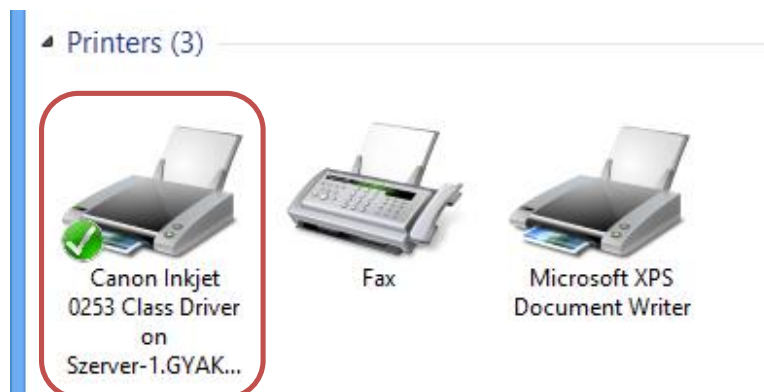 Printers (3)
Canon Inkjet
0253 Class Driver
on
Szerver-1.GYAK...
Fax
Microsoft XPS
Document Writer